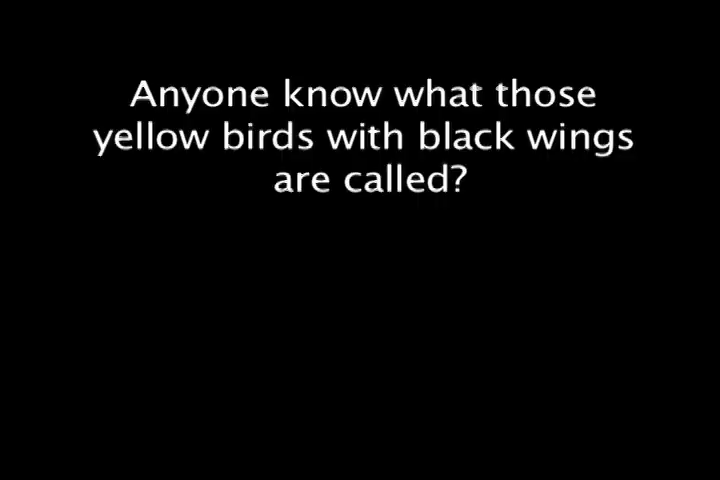 Anyone know what those
yellow birds with black wings
are called?